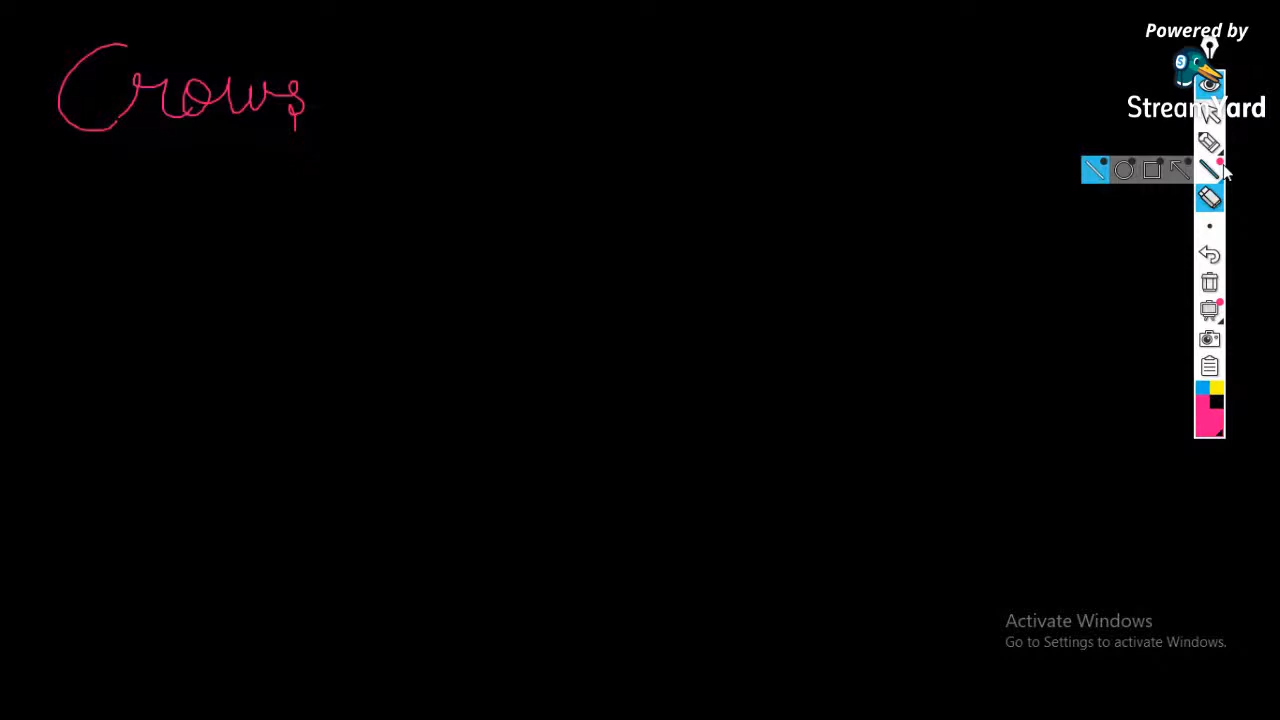 Powered by
StreamYard
Crows
Activate Windows
Go to Settings to activate Windows.